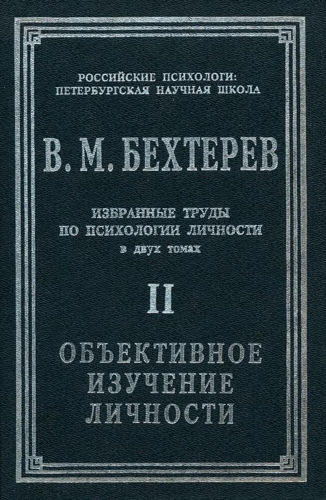 РОССИЙСКИЕ ПСИХОЛОГИ:
ПЕТЕРБУРГСКАЯ НАУЧНАЯ ШКОЛА
В. М. БЕХТЕРЕВ
ИЗБРАННЫЕ ТРУДЫ
ПО ПСИХОЛОГИИ ЛИЧНОСТИ
в двух томах
II
ОБЪЕКТИВНОЕ
ИЗУЧЕНИЕ
ЛИЧНОСТИ